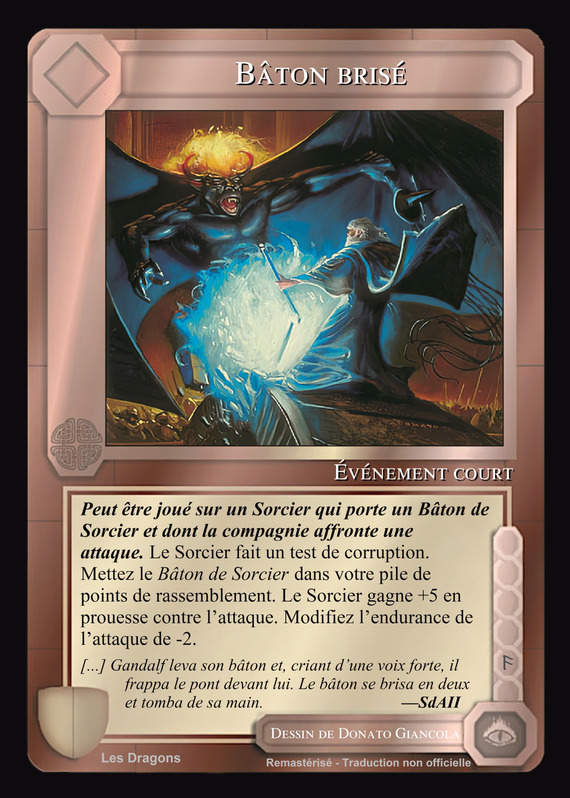 Bâton brisé
Événement court
Peut être joué sur un Sorcier qui porte un Bâton de
Sorcier et dont la compagnie affronte une
attaque. Le Sorcier fait un test de corruption.
Mettez le Bâton de Sorcier dans votre pile de
points de rassemblement. Le Sorcier gagne +5 en
prouesse contre l’attaque. Modifiez l’endurance de
l’attaque de -2.
[...] Gandalf leva son bâton et, criant d’une voix forte, il
frappa le pont devant lui. Le bâton se brisa en deux
et tomba de sa main. —SdAII
ᚨ
Dessin de Donato Giancola
Les Dragons
Remastérisé - Traduction non officielle